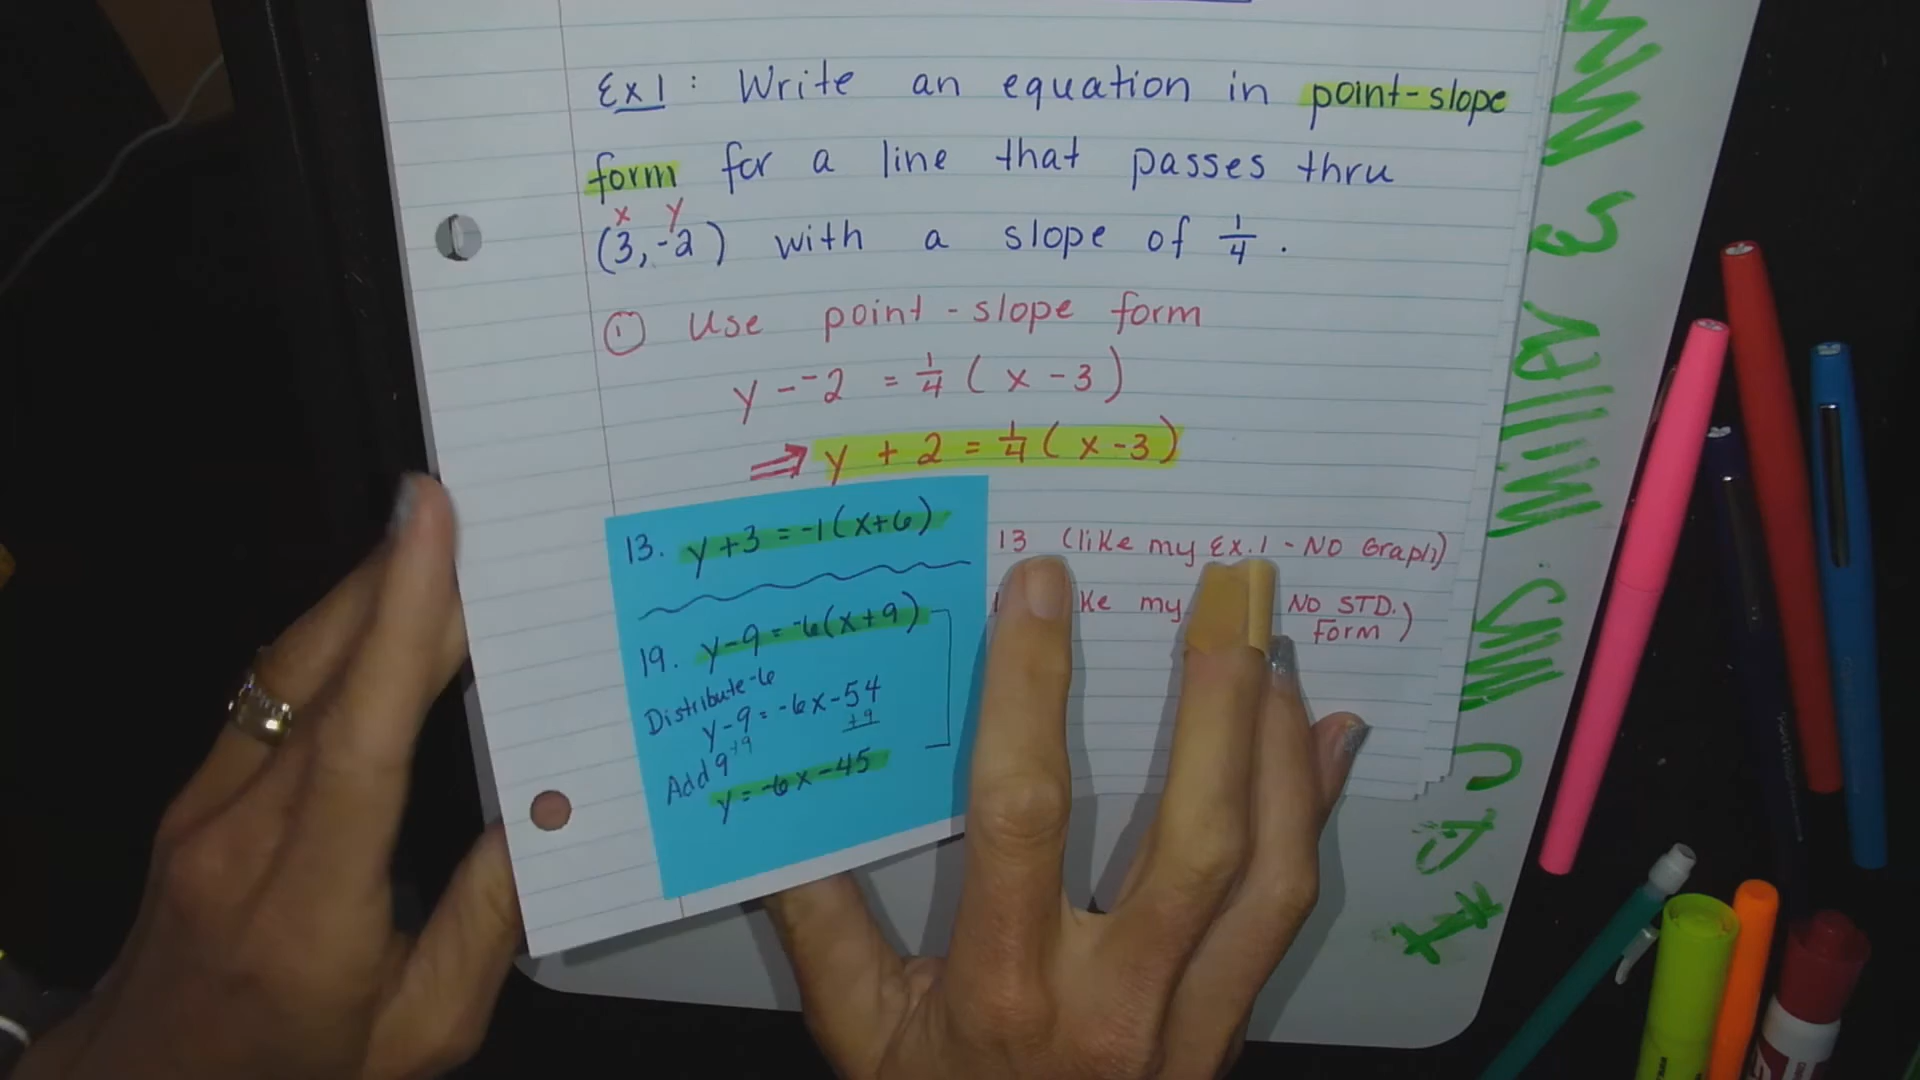 Ex 1: Write an equation in point-slope
form for a line that passes thru
x y
(3, -2) with a slope of 1/4.
① Use point-slope form
y - -2 = 1/4 (x - 3)
⇒ y + 2 = 1/4 (x - 3)
13. y + 3 = -1(x+6)
19. y - 9 = -6(x+9)
Distribute -6
y - 9 = -6x - 54
+9 +9
Add 9
y = -6x - 45
13 (like my Ex. 1 - NO Graph)
my NO STD.
Form)